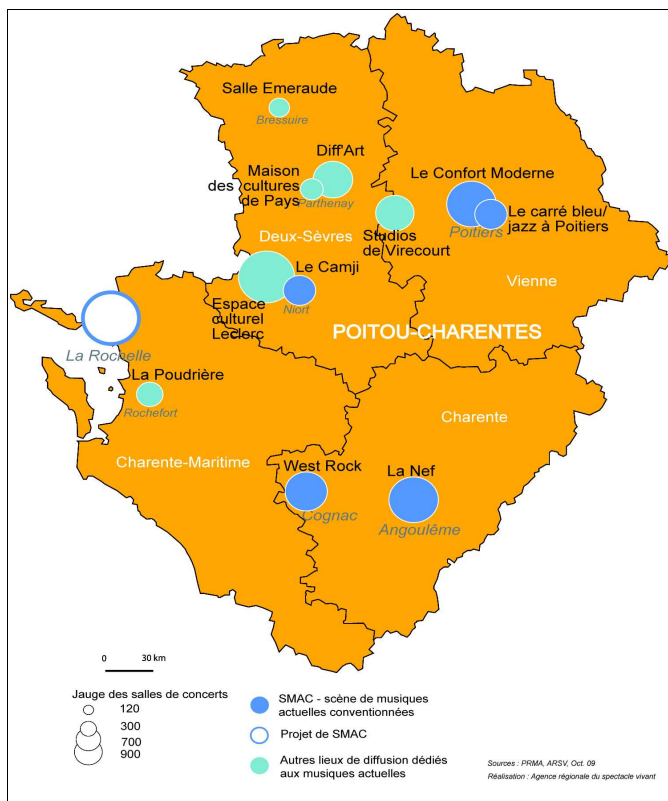 Salle Emeraude
Bressuire
Diff'Art
Maison
des cultures
de Pays
Parthenay
Le Confort Moderne
Le carré bleu/
jazz à Poitiers
Poitiers
Studios
de Virecourt
Deux-Sèvres
Vienne
Le Camji
Niort
Espace
culturel
Leclerc
POITOU-CHARENTES
La Rochelle
La Poudrière
Rochefort
Charente
Charente-Maritime
West Rock
Cognac
La Nef
Angoulême
0 30 km
Jauge des salles de concerts
120
300
700
900
SMAC - scène de musiques
actuelles conventionnées
Projet de SMAC
Autres lieux de diffusion dédiés
aux musiques actuelles
Sources : PRMA, ARSV, Oct. 09
Réalisation : Agence régionale du spectacle vivant